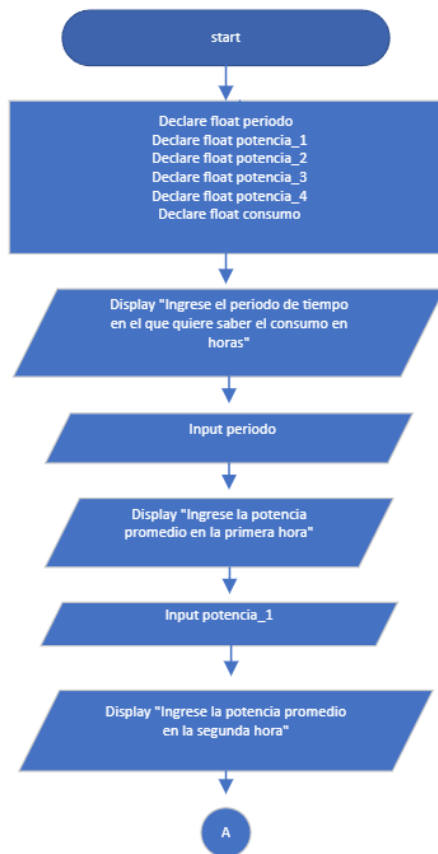 start
Declare float periodo
Declare float potencia_1
Declare float potencia_2
Declare float potencia_3
Declare float potencia_4
Declare float consumo
Display "Ingrese el periodo de tiempo
en el que quiere saber el consumo en
horas"
Input periodo
Display "Ingrese la potencia
promedio en la primera hora"
Input potencia_1
Display "Ingrese la potencia promedio
en la segunda hora"
A